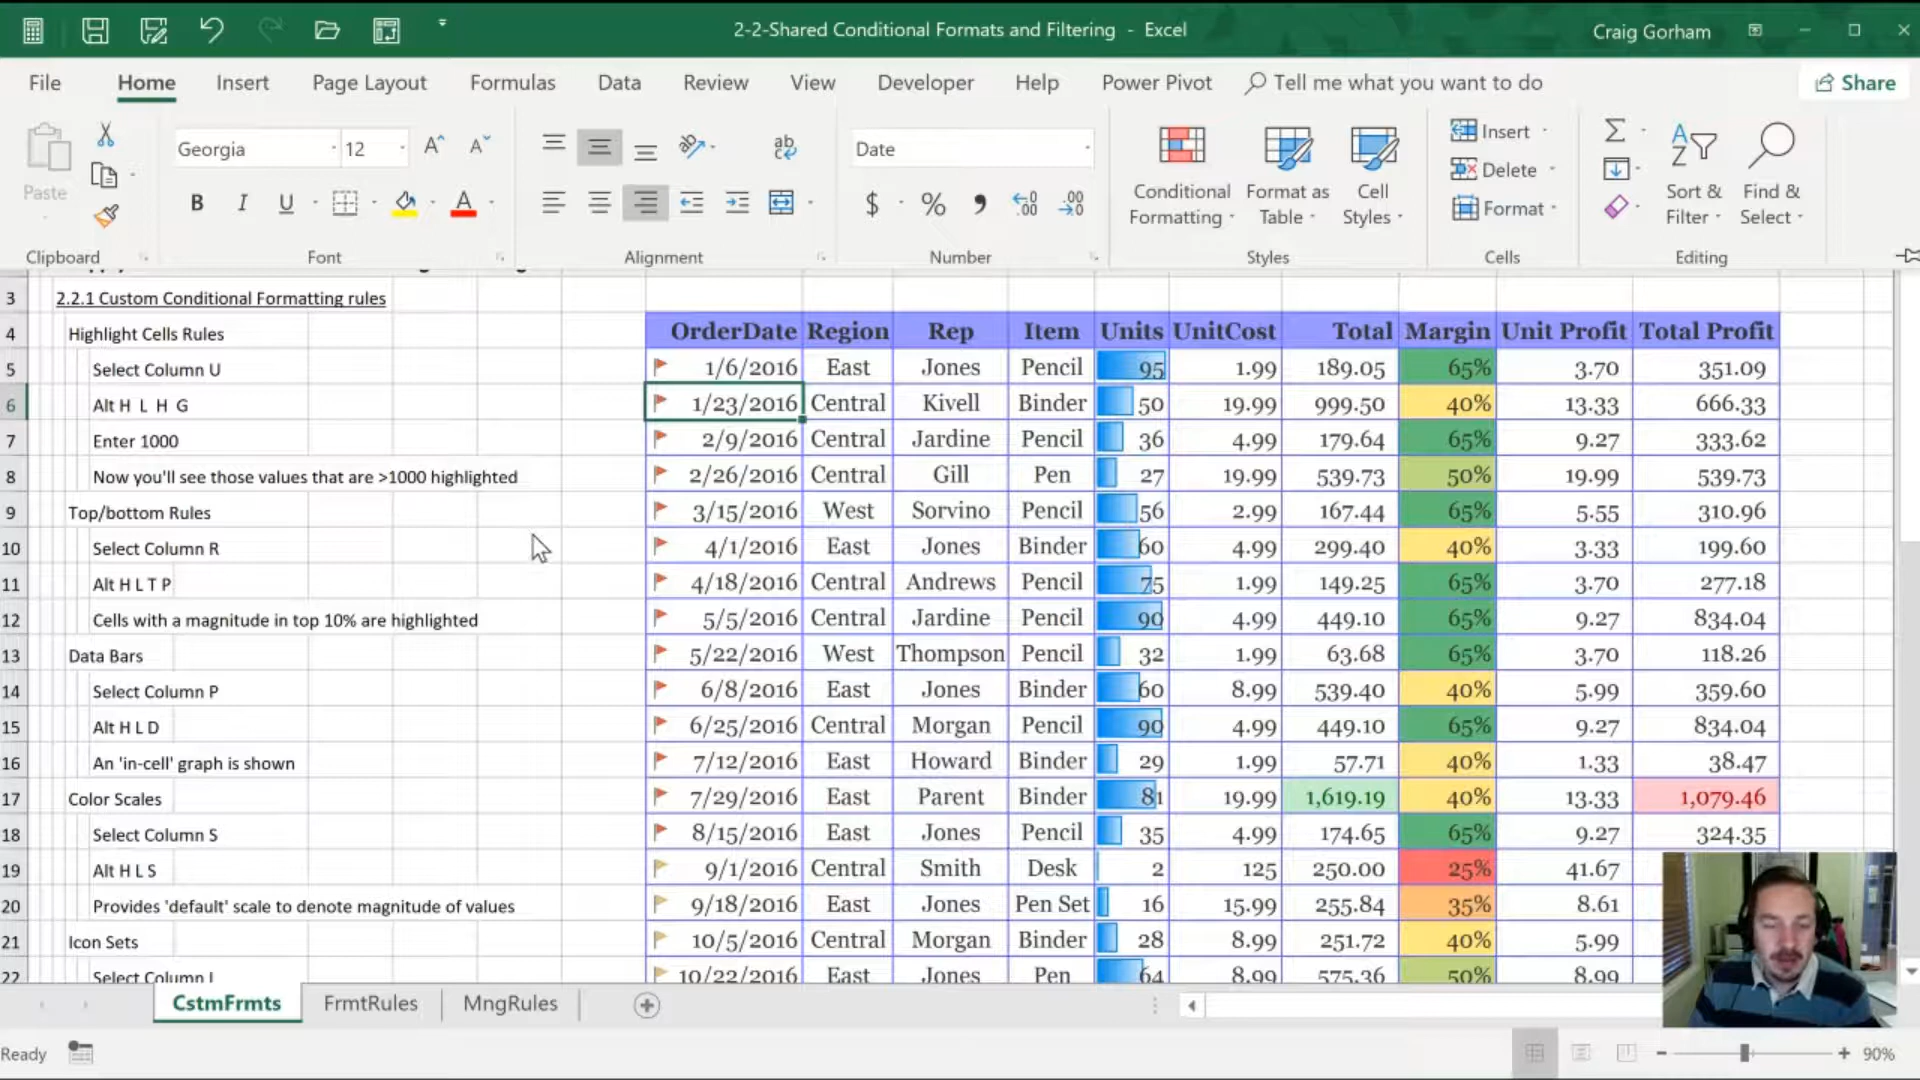 2-2-Shared Conditional Formats and Filtering - Excel
Craig Gorham
File Home Insert Page Layout Formulas Data Review View Developer Help Power Pivot Tell me what you want to do Share
Paste
Clipboard
Georgia 12
B I U A
Font
ab
Alignment
Date
$ % , .00
Number
Conditional Formatting
Format as Table
Cell Styles
Styles
Insert
Delete
Format
Cells
Sort & Filter
Find & Select
Editing
3 2.2.1 Custom Conditional Formatting rules
4 Highlight Cells Rules OrderDate Region Rep Item Units UnitCost Total Margin Unit Profit Total Profit
5 Select Column U 1/6/2016 East Jones Pencil 95 1.99 189.05 65% 3.70 351.09
6 Alt H L H G 1/23/2016 Central Kivell Binder 50 19.99 999.50 40% 13.33 666.33
7 Enter 1000 2/9/2016 Central Jardine Pencil 36 4.99 179.64 65% 9.27 333.62
8 Now you'll see those values that are >1000 highlighted 2/26/2016 Central Gill Pen 27 19.99 539.73 50% 19.99 539.73
9 Top/bottom Rules 3/15/2016 West Sorvino Pencil 56 2.99 167.44 65% 5.55 310.96
10 Select Column R 4/1/2016 East Jones Binder 60 4.99 299.40 40% 3.33 199.60
11 Alt H L T P 4/18/2016 Central Andrews Pencil 75 1.99 149.25 65% 3.70 277.18
12 Cells with a magnitude in top 10% are highlighted 5/5/2016 Central Jardine Pencil 90 4.99 449.10 65% 9.27 834.04
13 Data Bars 5/22/2016 West Thompson Pencil 32 1.99 63.68 65% 3.70 118.26
14 Select Column P 6/8/2016 East Jones Binder 60 8.99 539.40 40% 5.99 359.60
15 Alt H L D 6/25/2016 Central Morgan Pencil 90 4.99 449.10 65% 9.27 834.04
16 An 'in-cell' graph is shown 7/12/2016 East Howard Binder 29 1.99 57.71 40% 1.33 38.47
17 Color Scales 7/29/2016 East Parent Binder 81 19.99 1,619.19 40% 13.33 1,079.46
18 Select Column S 8/15/2016 East Jones Pencil 35 4.99 174.65 65% 9.27 324.35
19 Alt H L S 9/1/2016 Central Smith Desk 2 125 250.00 25% 41.67
20 Provides 'default' scale to denote magnitude of values 9/18/2016 East Jones Pen Set 16 15.99 255.84 35% 8.61
21 Icon Sets 10/5/2016 Central Morgan Binder 28 8.99 251.72 40% 5.99
22 Select Column L 10/22/2016 East Jones Pen 64 8.99 575.36 50% 8.99
CstmFrmts FrmtRules MngRules
Ready 90%